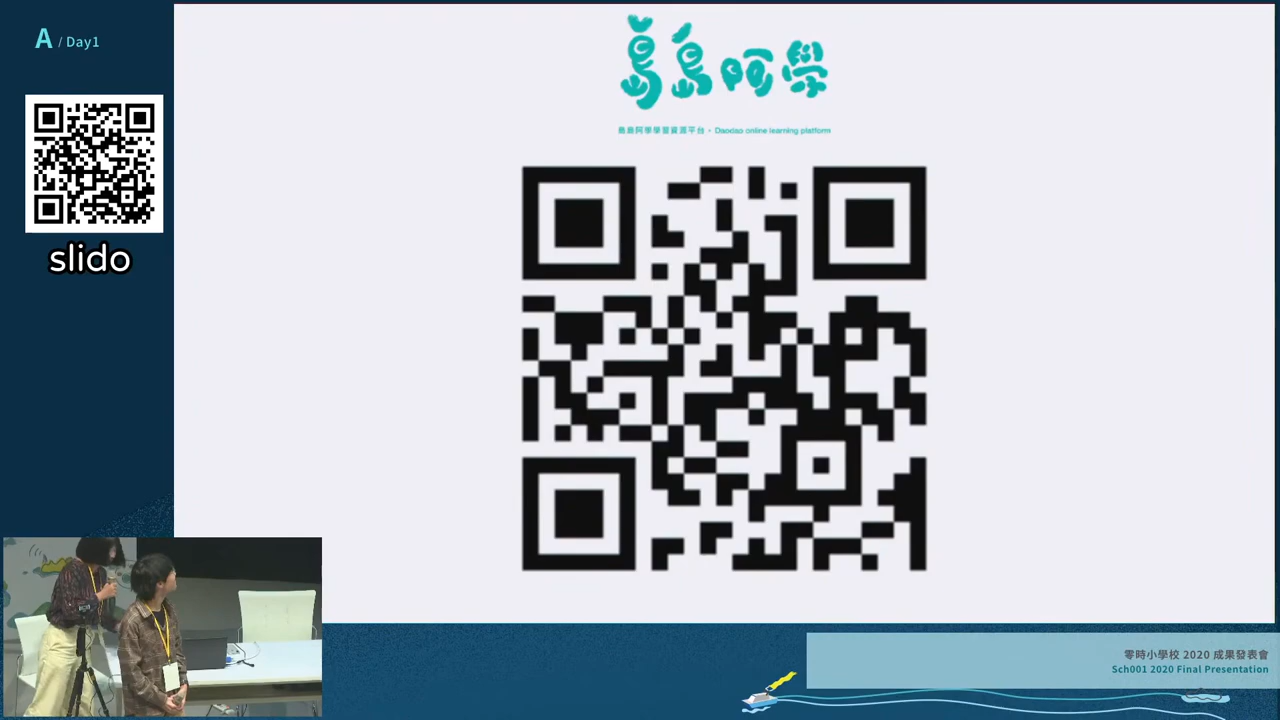 A / Day1
slido
島島阿學
島島阿學學習資源平台・Daodao online learning platform
零時小學校 2020 成果發表會
Sch001 2020 Final Presentation